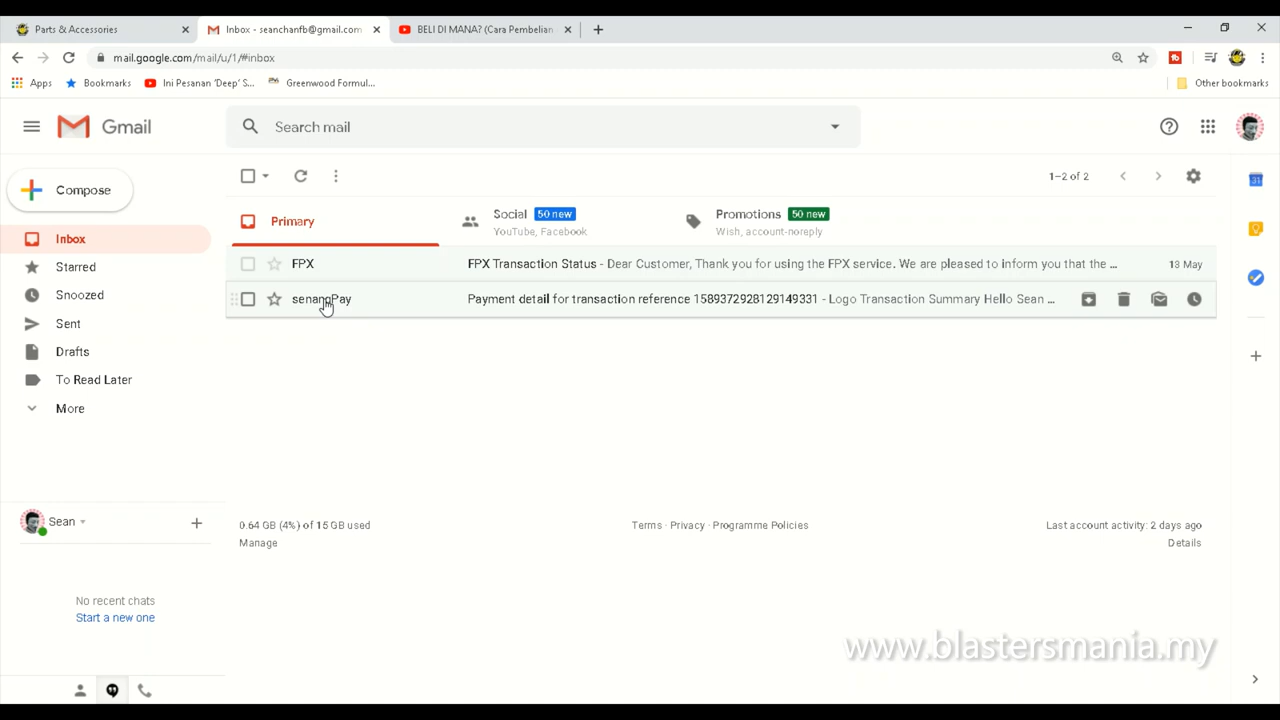 Parts & Accessories
Inbox - seanchanfb@gmail.com
BELI DI MANA? (Cara Pembelian
mail.google.com/mail/u/1/#inbox
Apps
Bookmarks
Ini Pesanan 'Deep' S...
Greenwood Formul...
Other bookmarks
Gmail
Search mail
Compose
1–2 of 2
Primary
Social 50 new
YouTube, Facebook
Promotions 50 new
Wish, account-noreply
Inbox
Starred
Snoozed
Sent
Drafts
To Read Later
More
FPX FPX Transaction Status - Dear Customer, Thank you for using the FPX service. We are pleased to inform you that the ... 13 May
senangPay Payment detail for transaction reference 1589372928129149331 - Logo Transaction Summary Hello Sean ...
Sean
0.64 GB (4%) of 15 GB used
Manage
Terms · Privacy · Programme Policies
Last account activity: 2 days ago
Details
No recent chats
Start a new one
www.blastersmania.my